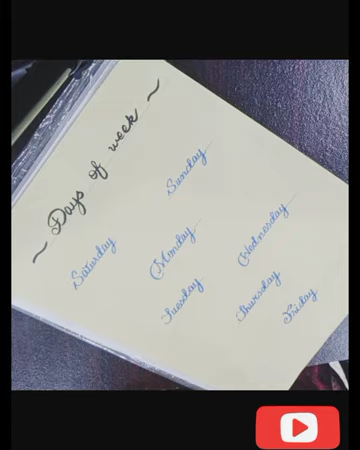 ~ Days of week ~
Saturday Sunday
Monday
Tuesday Wednesday
Thursday
Friday